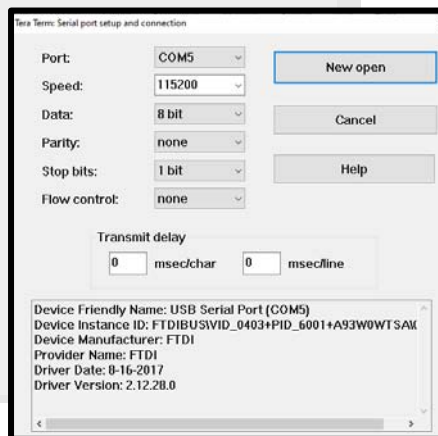 Tera Term: Serial port setup and connection
Port: COM5
New open
Speed: 115200
Data: 8 bit
Cancel
Parity: none
Stop bits: 1 bit
Help
Flow control: none
Transmit delay
0 msec/char 0 msec/line
Device Friendly Name: USB Serial Port (COM5)
Device Instance ID: FTDIBUS\VID_0403+PID_6001+A93W0WTSA\(
Device Manufacturer: FTDI
Provider Name: FTDI
Driver Date: 8-16-2017
Driver Version: 2.12.28.0